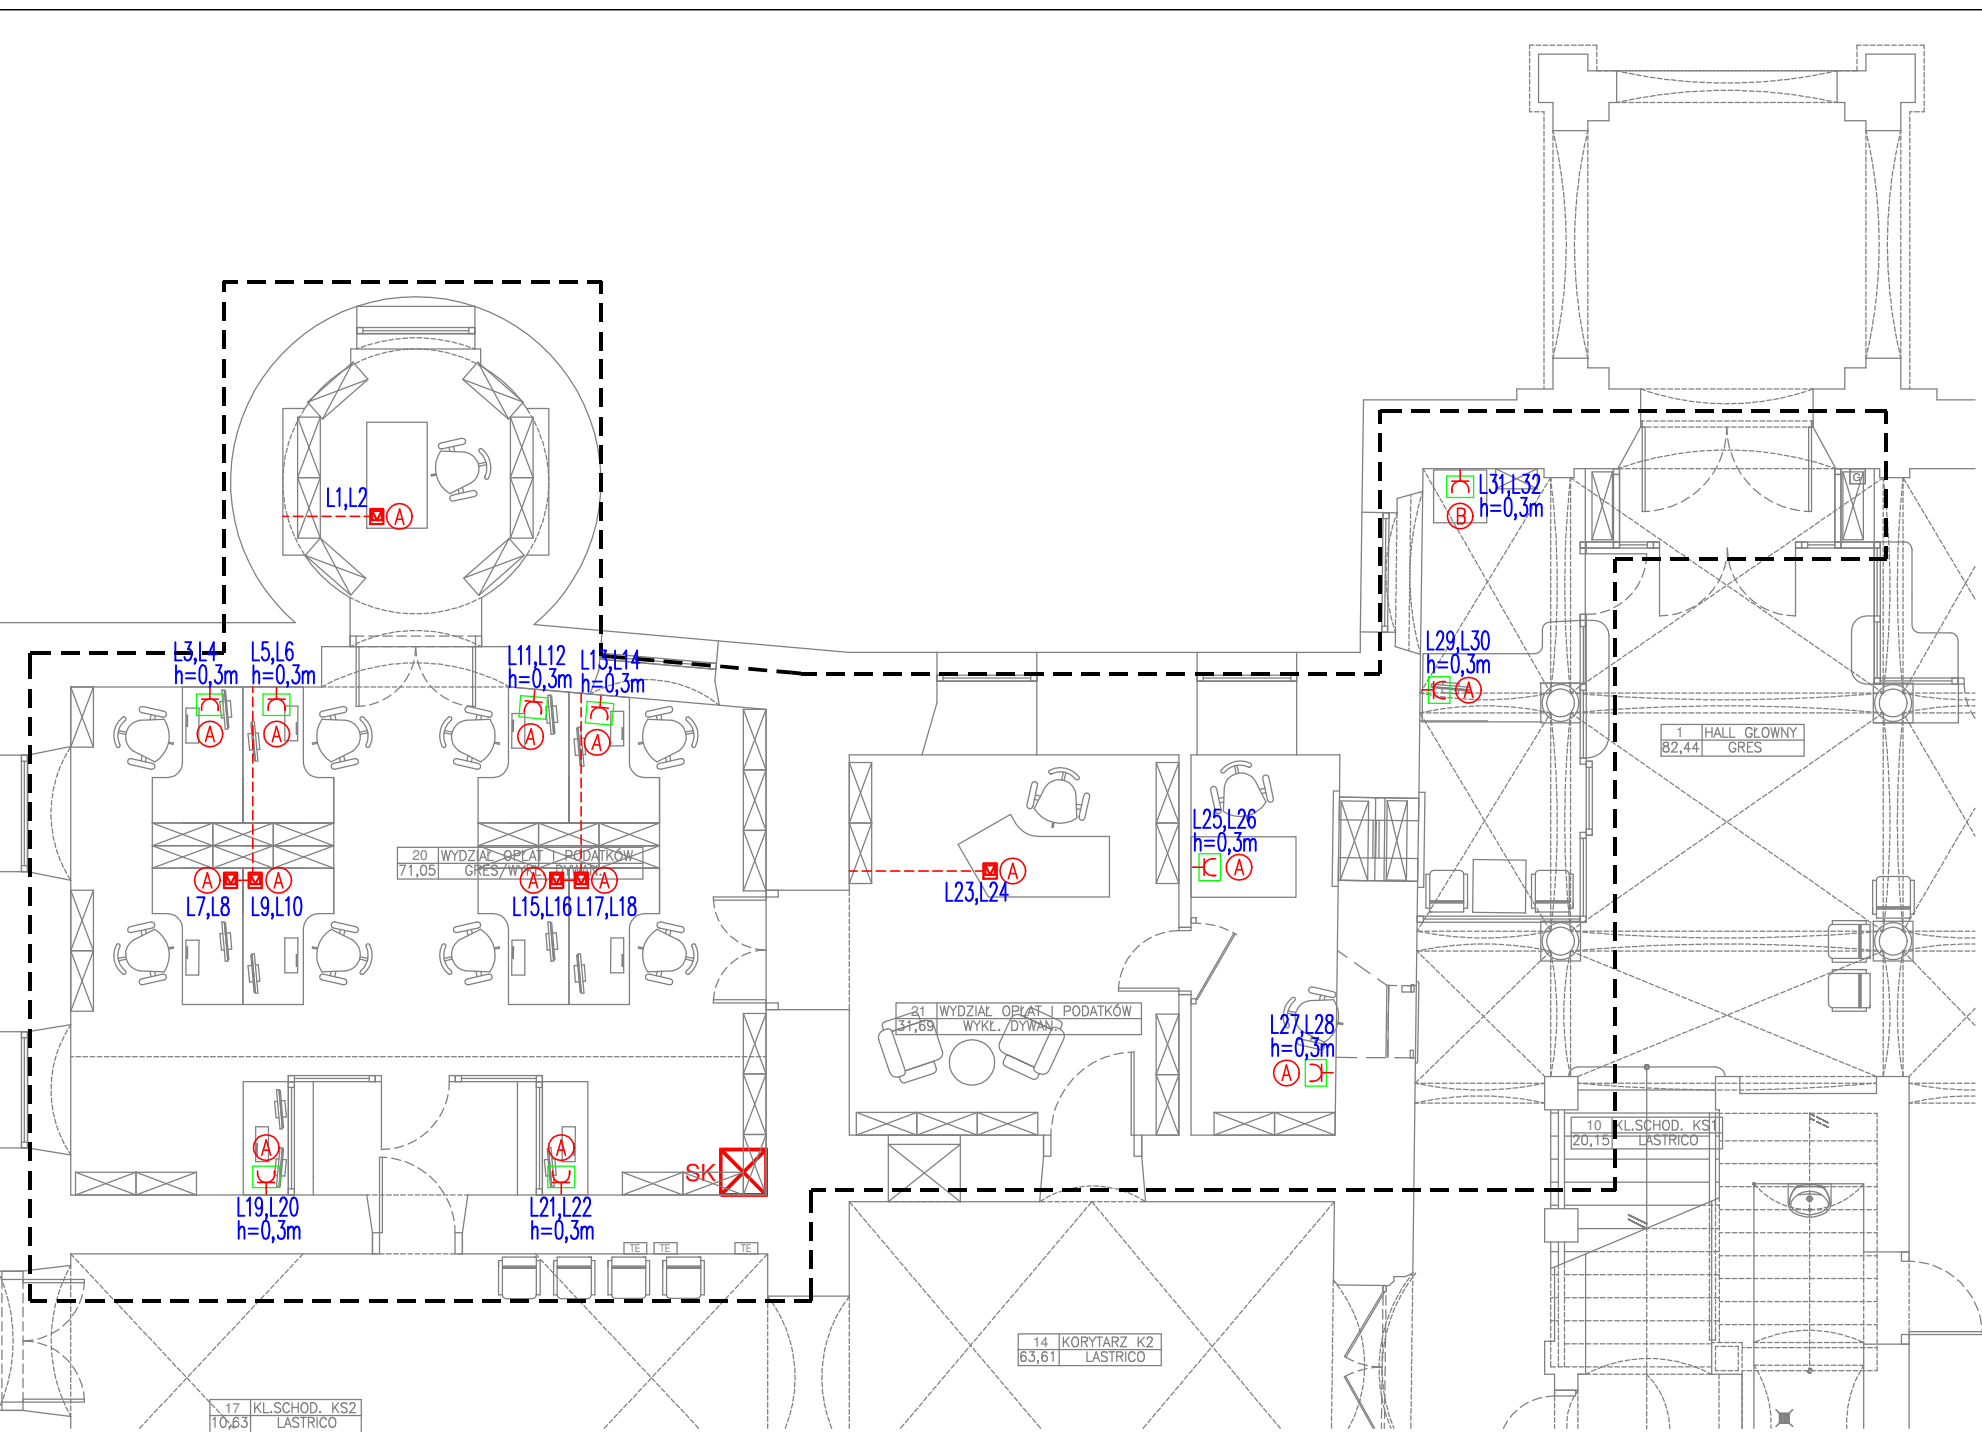 L1,L2
A
L31,L32
h=0,3m
B
G
L3,L4
h=0,3m
A
L5,L6
h=0,3m
A
L11,L12
h=0,3m
A
L13,L14
h=0,3m
A
L29,L30
h=0,3m
A
1 HALL GŁOWNY
82,44 GRES
20 WYDZIAŁ OPŁAT I PODATKÓW
71,05 GRES/WYKŁ. DYWAN.
A
A
A
A
L7,L8
L9,L10
L15,L16
L17,L18
A
L23,L24
L25,L26
h=0,3m
A
21 WYDZIAŁ OPŁAT I PODATKÓW
31,69 WYKŁ. DYWAN.
L27,L28
h=0,3m
A
10 KL.SCHOD. KS1
20,15 LASTRICO
A
A
SK
L19,L20
h=0,3m
L21,L22
h=0,3m
TE
TE
TE
14 KORYTARZ K2
63,61 LASTRICO
17 KL.SCHOD. KS2
10,63 LASTRICO